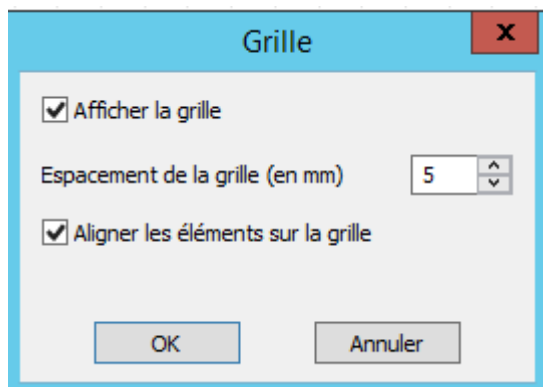 Grille
x
Afficher la grille
Espacement de la grille (en mm) 5
Aligner les éléments sur la grille
OK Annuler